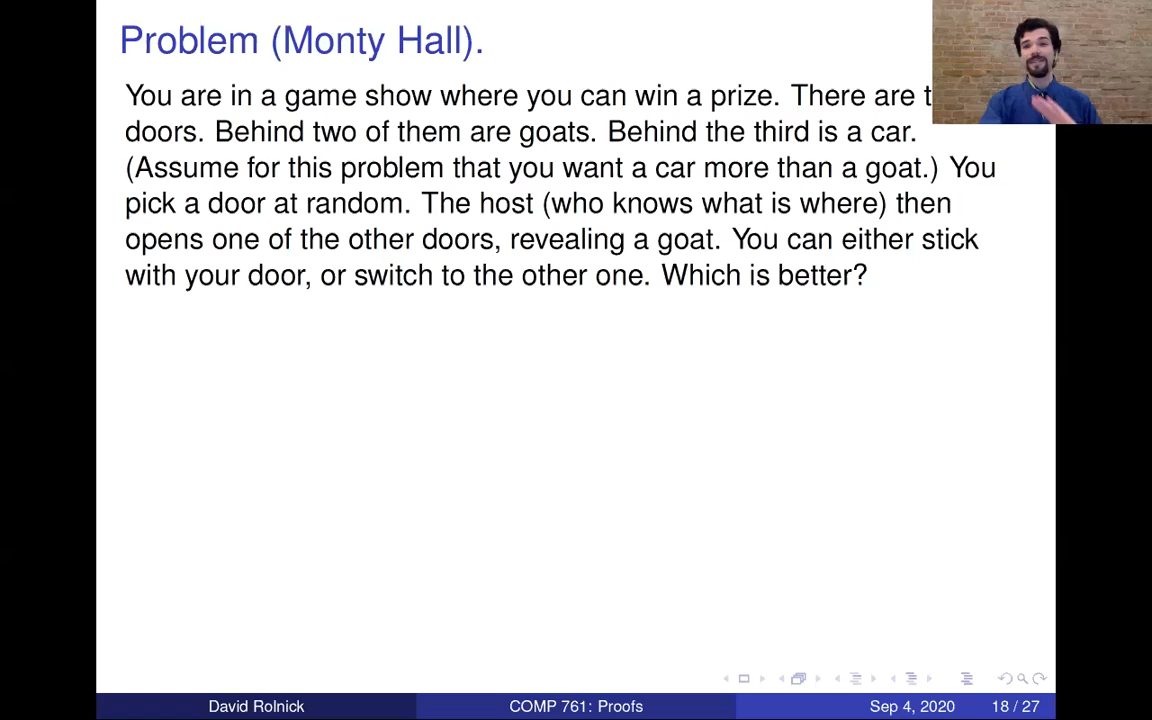 Problem (Monty Hall).
You are in a game show where you can win a prize. There are
doors. Behind two of them are goats. Behind the third is a car.
(Assume for this problem that you want a car more than a goat.) You
pick a door at random. The host (who knows what is where) then
opens one of the other doors, revealing a goat. You can either stick
with your door, or switch to the other one. Which is better?
David Rolnick COMP 761: Proofs Sep 4, 2020 18 / 27